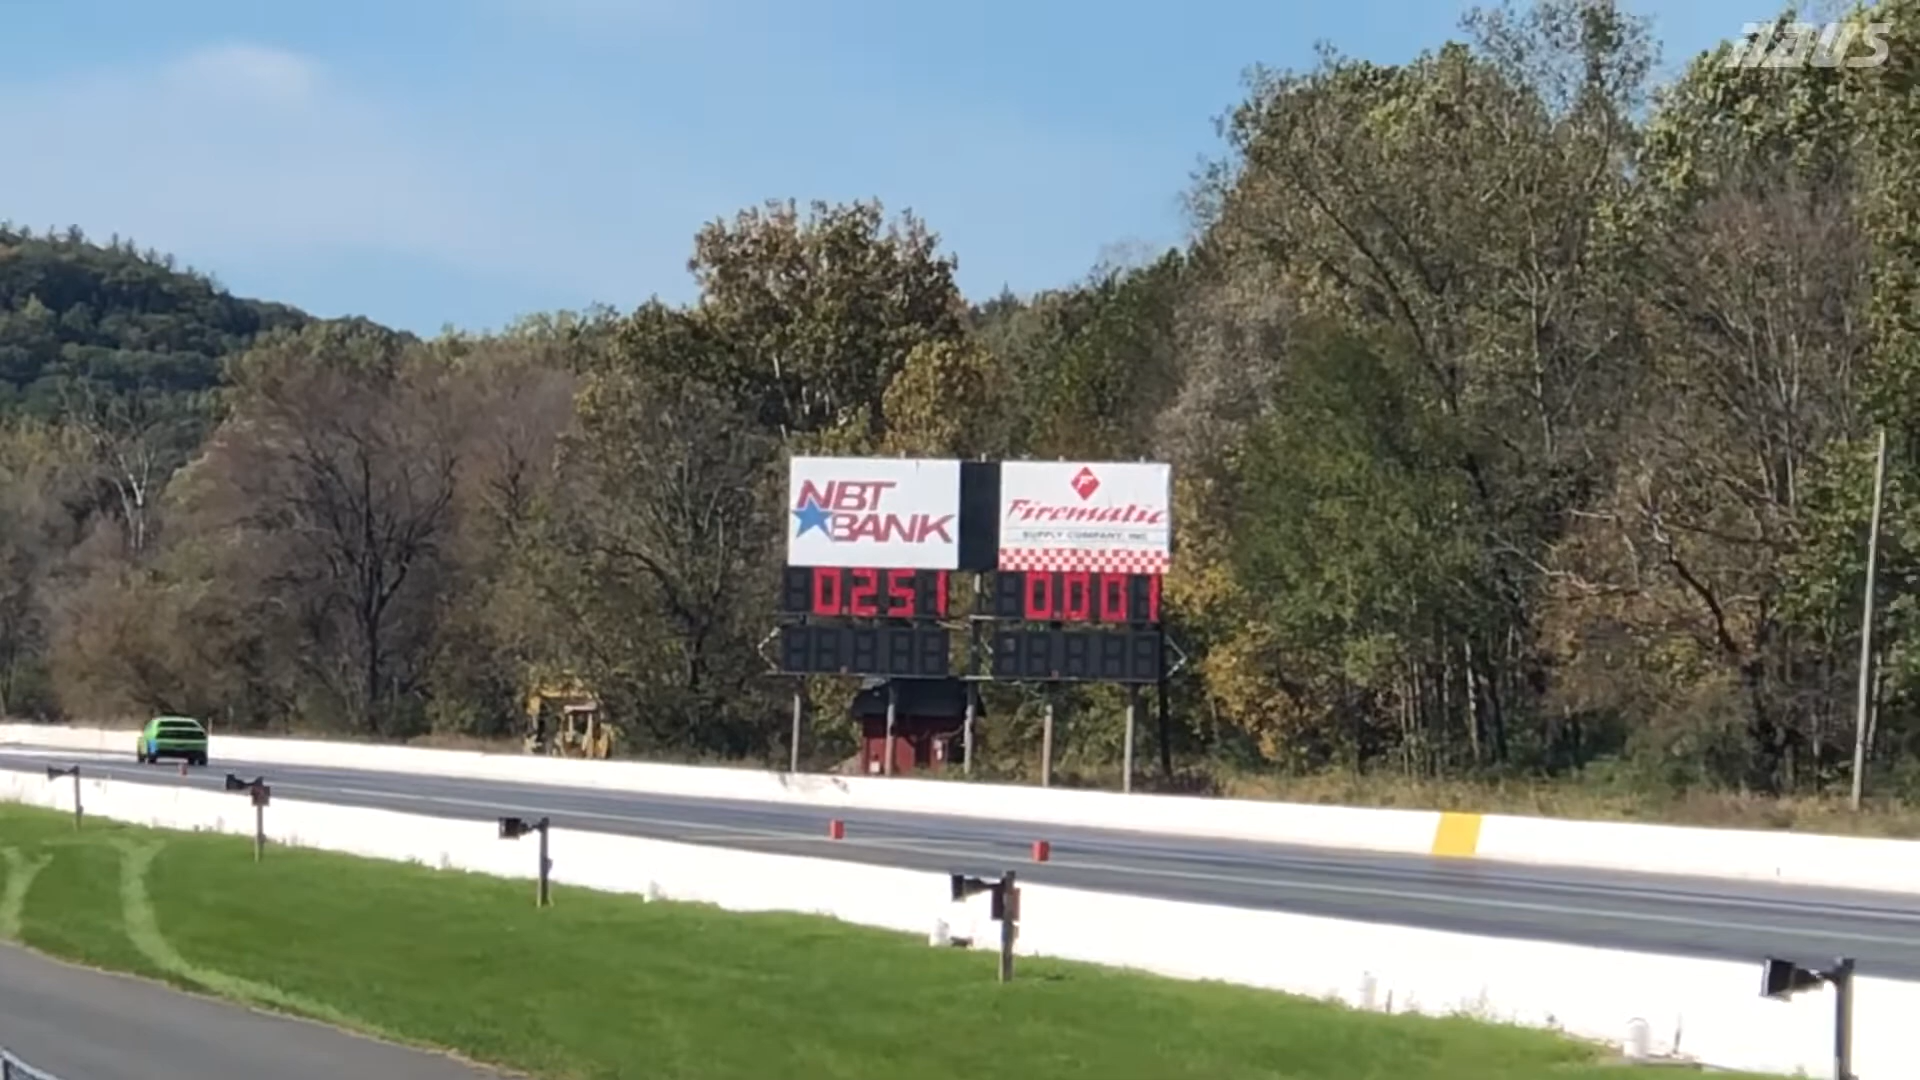 NBT
BANK
Firematic
SUPPLY COMPANY, INC.
0.251
0.001